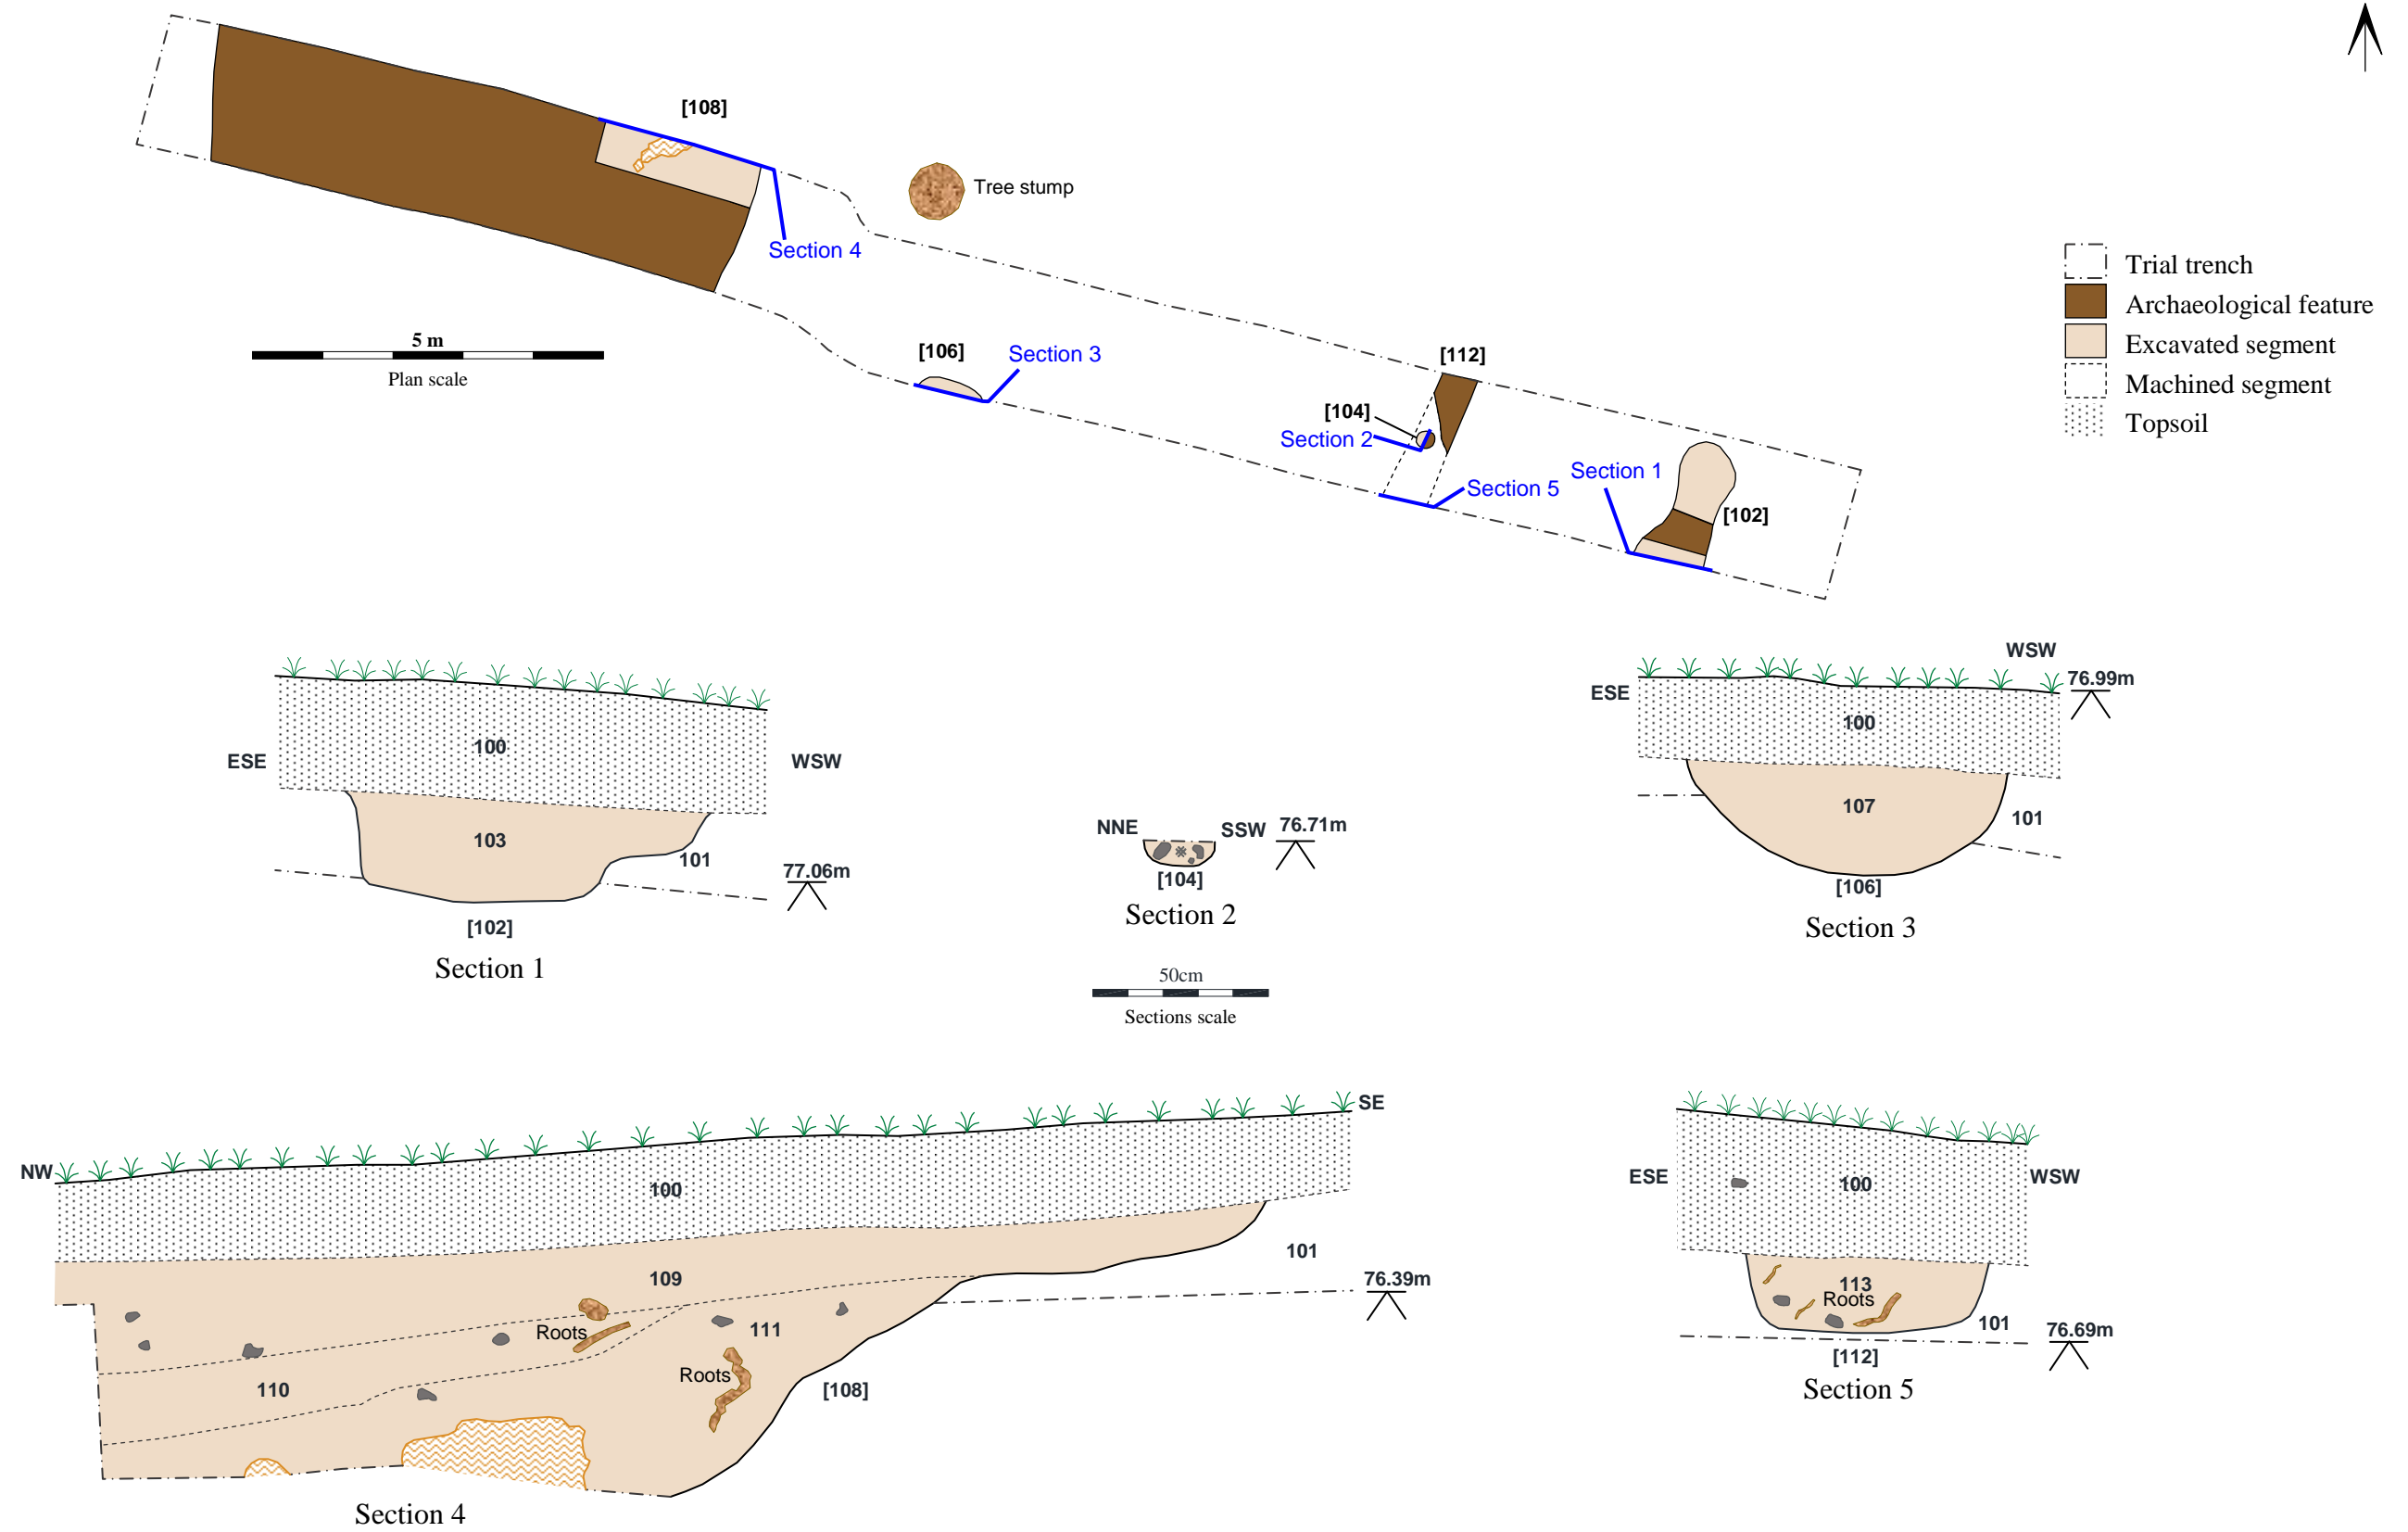 [108]
Tree stump
Section 4
Trial trench
Archaeological feature
Excavated segment
Machined segment
Topsoil
5 m
Plan scale
[106]
Section 3
[112]
[104]
Section 2
Section 5
Section 1
[102]
ESE
100
WSW
103
101
77.06m
[102]
Section 1
NNE
SSW
76.71m
[104]
Section 2
50cm
Sections scale
WSW
ESE
76.99m
100
107
101
[106]
Section 3
NW
SE
100
101
109
76.39m
Roots
111
Roots
110
[108]
Section 4
ESE
100
WSW
113
Roots
101
76.69m
[112]
Section 5